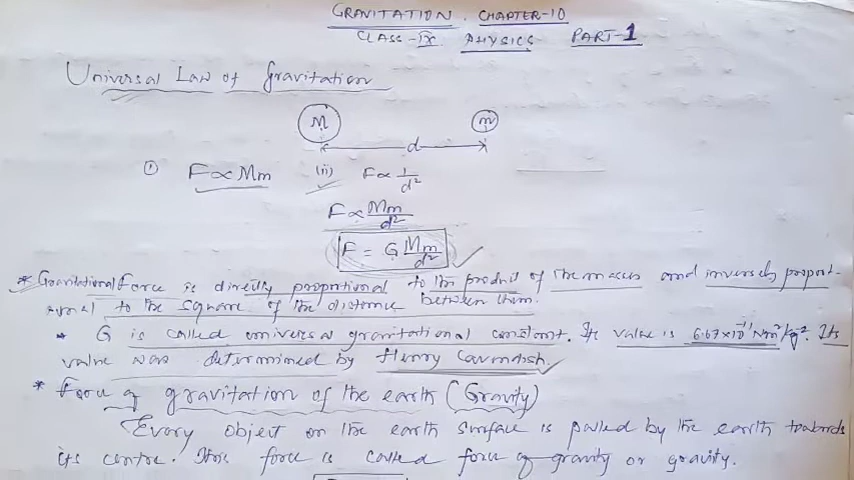 GRAVITATION. CHAPTER-10
CLASS-IX PHYSICS PART-1
Universal Law of Gravitation
M m
d
(i) F ∝ Mm (ii) F ∝ 1/d²
F ∝ Mm/d²
F = G Mm/d²
* Gravitational Force is directly proportional to the product of the masses and inversely propor-
tional to the square of the distance between them.
* G is called universal gravitational constant. Its value is 6.67×10⁻¹¹ Nm²/kg². Its
value was determined by Henry Cavendish.
* Force of gravitation of the earth (Gravity)
Every object on the earth surface is pulled by the earth towards
its centre. This force is called force of gravity or gravity.